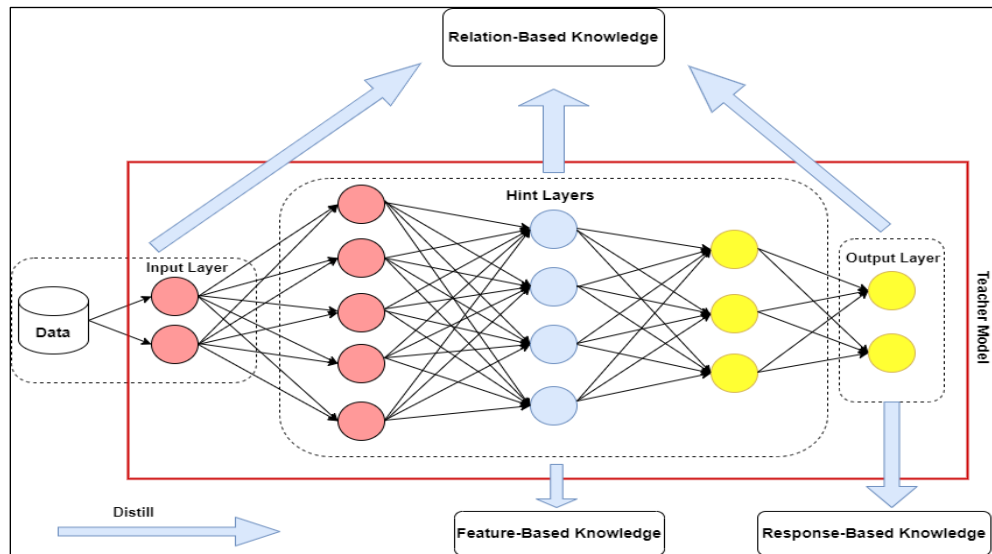 Relation-Based Knowledge
Hint Layers
Input Layer
Output Layer
Data
Teacher Model
Distill
Feature-Based Knowledge
Response-Based Knowledge